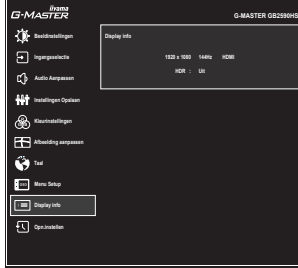 iiyama
G-MASTER
G-MASTER GB2590HS
Beeldinstellingen
Display info
Ingangsselectie
1920 x 1080 144Hz HDMI
HDR : Uit
Audio Aanpassen
Instellingen Opslaan
Kleurinstellingen
Afbeelding aanpassen
Taal
Menu Setup
Display info
Opn.instellen